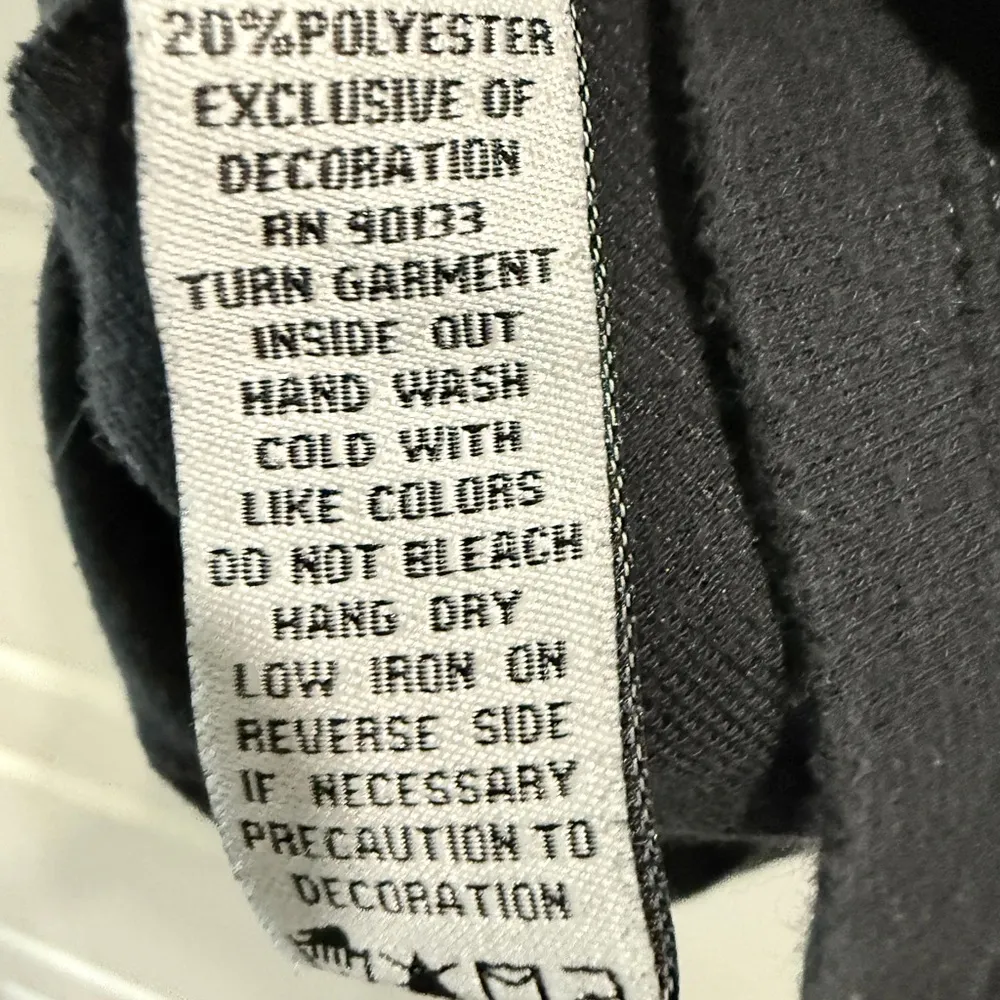 20%POLYESTER
EXCLUSIVE OF
DECORATION
RN 90133
TURN GARMENT
INSIDE OUT
HAND WASH
COLD WITH
LIKE COLORS
DO NOT BLEACH
HANG DRY
LOW IRON ON
REVERSE SIDE
IF NECESSARY
PRECAUTION TO
DECORATION